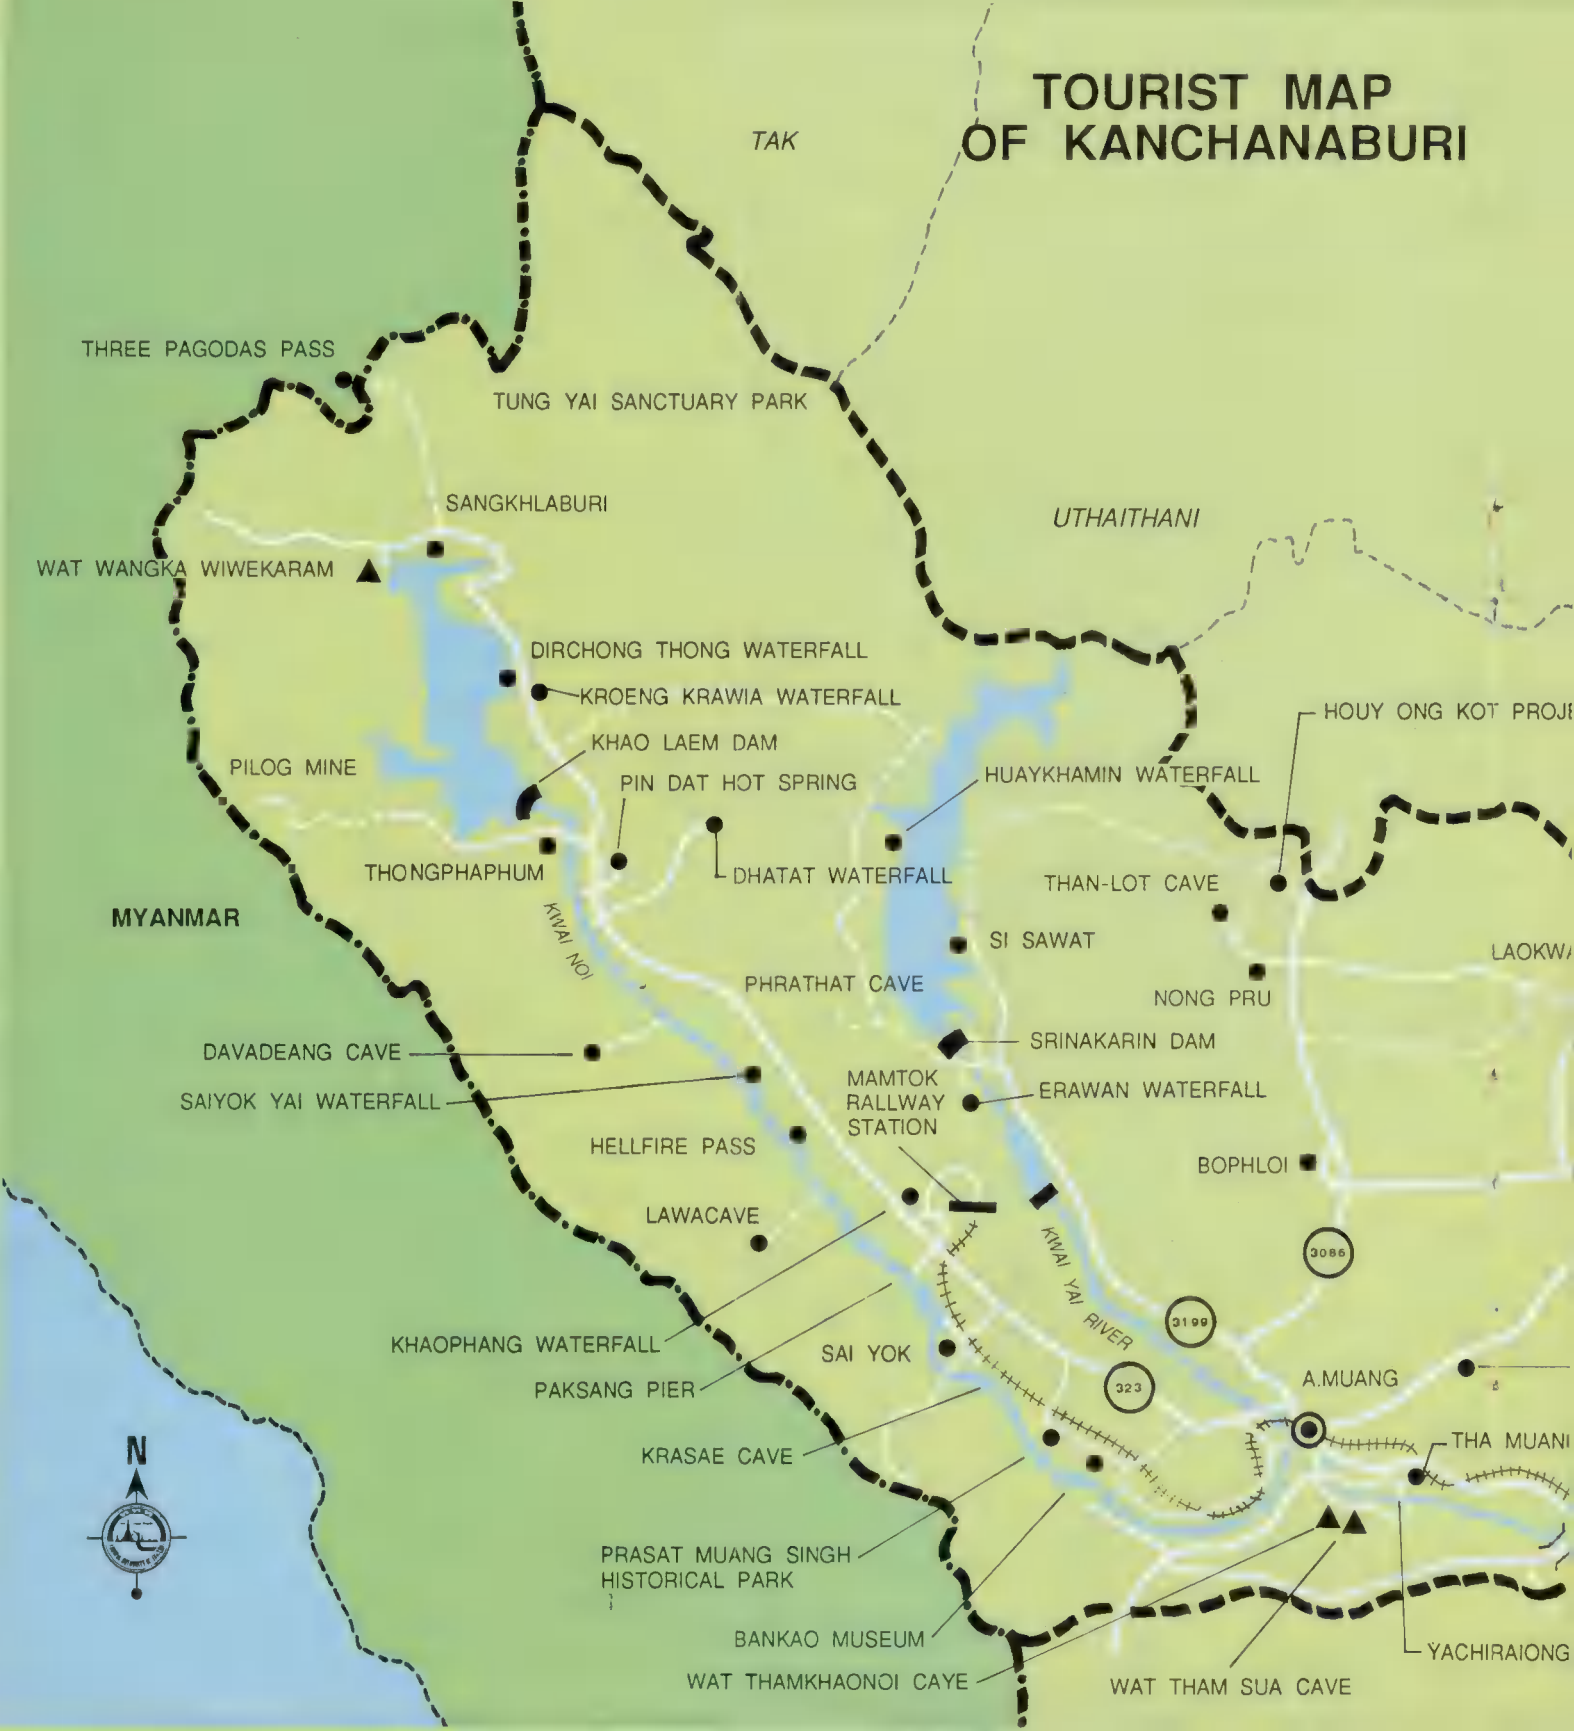 TOURIST MAP
OF KANCHANABURI
TAK
THREE PAGODAS PASS
TUNG YAI SANCTUARY PARK
SANGKHLABURI
UTHAITHANI
WAT WANGKA WIWEKARAM
DIRCHONG THONG WATERFALL
KROENG KRAWIA WATERFALL
HOUY ONG KOT PROJE
KHAO LAEM DAM
PILOG MINE
PIN DAT HOT SPRING
HUAYKHAMIN WATERFALL
THONGPHAPHUM
DHATAT WATERFALL
THAN-LOT CAVE
MYANMAR
KWAI NOI
SI SAWAT
LAOKWA
PHRATHAT CAVE
NONG PRU
DAVADEANG CAVE
SRINAKARIN DAM
MAMTOK
RALLWAY
STATION
ERAWAN WATERFALL
SAIYOK YAI WATERFALL
HELLFIRE PASS
BOPHLOI
LAWACAVE
KWAI YAI RIVER
3086
3199
KHAOPHANG WATERFALL
SAI YOK
323
A.MUANG
PAKSANG PIER
N
KRASAE CAVE
THA MUANI
PRASAT MUANG SINGH
HISTORICAL PARK
BANKAO MUSEUM
YACHIRAIONG
WAT THAMKHAONOI CAYE
WAT THAM SUA CAVE